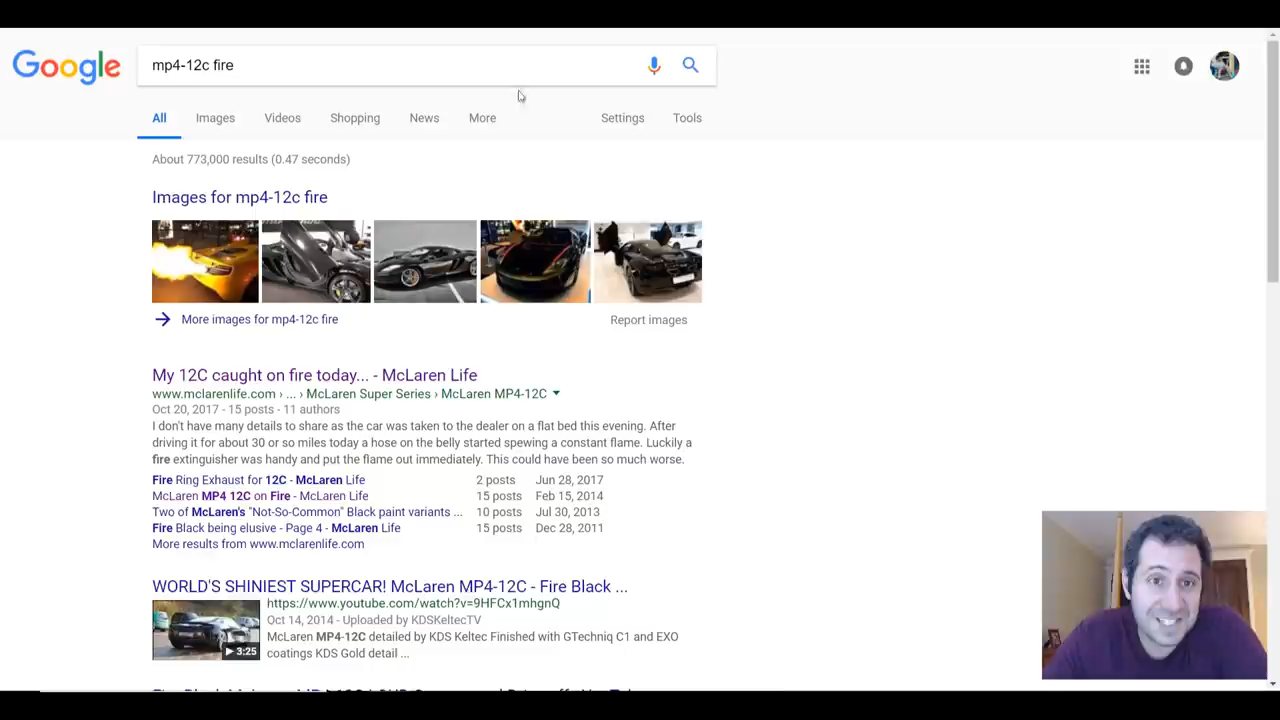 Google
mp4-12c fire
All Images Videos Shopping News More Settings Tools
About 773,000 results (0.47 seconds)
Images for mp4-12c fire
More images for mp4-12c fire Report images
My 12C caught on fire today... - McLaren Life
www.mclarenlife.com › ... › McLaren Super Series › McLaren MP4-12C
Oct 20, 2017 - 15 posts - 11 authors
I don't have many details to share as the car was taken to the dealer on a flat bed this evening. After
driving it for about 30 or so miles today a hose on the belly started spewing a constant flame. Luckily a
fire extinguisher was handy and put the flame out immediately. This could have been so much worse.
Fire Ring Exhaust for 12C - McLaren Life 2 posts Jun 28, 2017
McLaren MP4 12C on Fire - McLaren Life 15 posts Feb 15, 2014
Two of McLaren's "Not-So-Common" Black paint variants ... 10 posts Jul 30, 2013
Fire Black being elusive - Page 4 - McLaren Life 15 posts Dec 28, 2011
More results from www.mclarenlife.com
WORLD'S SHINIEST SUPERCAR! McLaren MP4-12C - Fire Black ...
https://www.youtube.com/watch?v=9HFCx1mhgnQ
Oct 14, 2014 - Uploaded by KDSKeltecTV
McLaren MP4-12C detailed by KDS Keltec Finished with GTechniq C1 and EXO
3:25 coatings KDS Gold detail ...